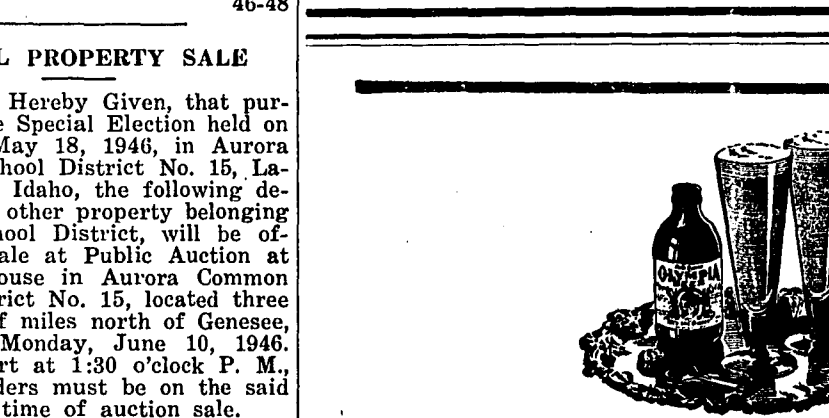 46-48
L PROPERTY SALE
Hereby Given, that pur-
e Special Election held on
May 18, 1946, in Aurora
hool District No. 15, La-
Idaho, the following de-
other property belonging
hool District, will be of-
ale at Public Auction at
ouse in Aurora Common
rict No. 15, located three
f miles north of Genesee,
Monday, June 10, 1946.
rt at 1:30 o'clock P. M.,
ders must be on the said
time of auction sale.
OLYMPIA